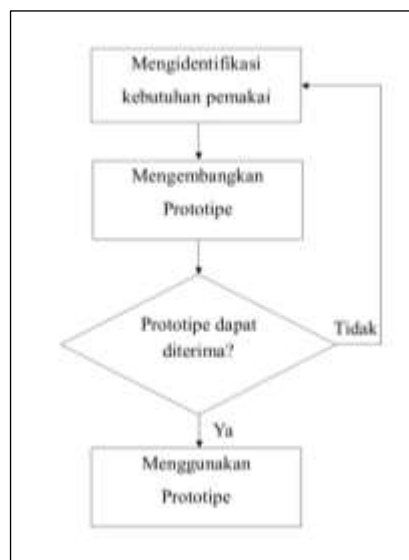 Mengidentifikasi
kebutuhan pemakai
Mengembangkan
Prototipe
Prototipe dapat
diterima?
Tidak
Ya
Menggunakan
Prototipe